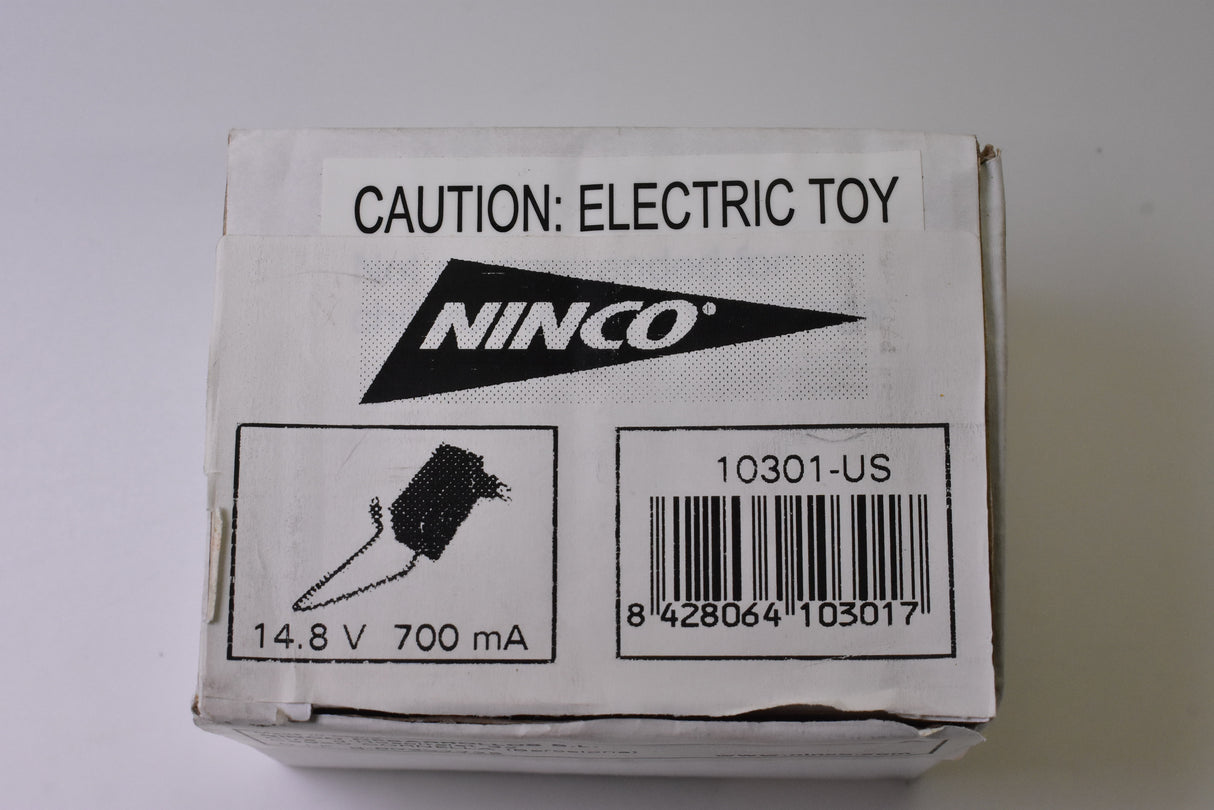 CAUTION: ELECTRIC TOY
NINCO®
14.8 V 700 mA
10301-US
8 428064 103017